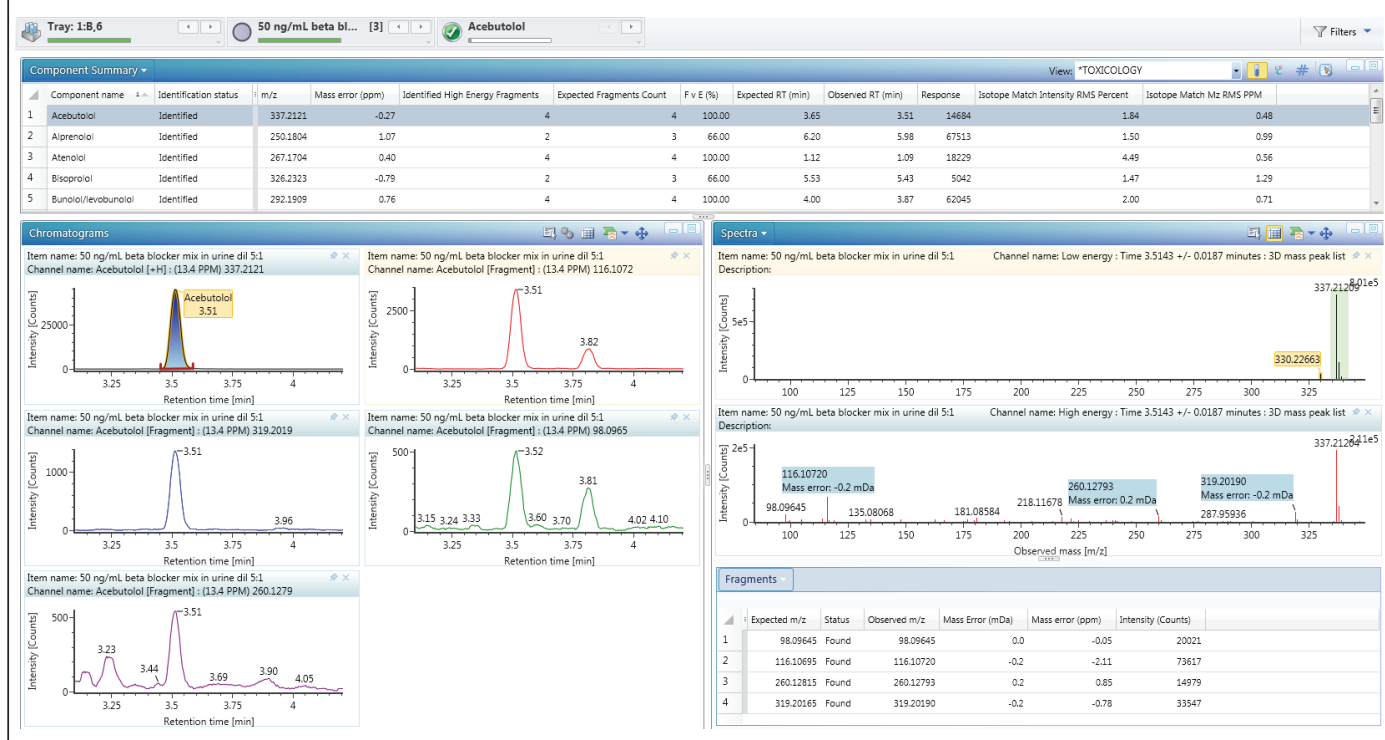 Tray: 1:B,6 50 ng/mL beta bl... [3] Acebutolol Filters
Component Summary View: *TOXICOLOGY
Component name Identification status m/z Mass error (ppm) Identified High Energy Fragments Expected Fragments Count F v E (%) Expected RT (min) Observed RT (min) Response Isotope Match Intensity RMS Percent Isotope Match Mz RMS PPM
1 Acebutolol Identified 337.2121 -0.27 4 4 100.00 3.65 3.51 14684 1.84 0.48
2 Alprenolol Identified 250.1804 1.07 2 3 66.00 6.20 5.98 67513 1.50 0.99
3 Atenolol Identified 267.1704 0.40 4 4 100.00 1.12 1.09 18229 4.49 0.56
4 Bisoprolol Identified 326.2323 -0.79 2 3 66.00 5.53 5.43 5042 1.47 1.29
5 Bunolol/levobunolol Identified 292.1909 0.76 4 4 100.00 4.00 3.87 62045 2.00 0.71
Chromatograms
Item name: 50 ng/mL beta blocker mix in urine dil 5:1
Channel name: Acebutolol [+H] : (13.4 PPM) 337.2121
Intensity [Counts]
25000
0
Acebutolol
3.51
3.25 3.5 3.75 4
Retention time [min]
Item name: 50 ng/mL beta blocker mix in urine dil 5:1
Channel name: Acebutolol [Fragment] : (13.4 PPM) 116.1072
Intensity [Counts]
2500
0
3.51
3.82
3.25 3.5 3.75 4
Retention time [min]
Item name: 50 ng/mL beta blocker mix in urine dil 5:1
Channel name: Acebutolol [Fragment] : (13.4 PPM) 319.2019
Intensity [Counts]
1000
0
3.51
3.96
3.25 3.5 3.75 4
Retention time [min]
Item name: 50 ng/mL beta blocker mix in urine dil 5:1
Channel name: Acebutolol [Fragment] : (13.4 PPM) 98.0965
Intensity [Counts]
500
0
3.52
3.81
3.15 3.24 3.33 3.60 3.70 4.02 4.10
3.25 3.5 3.75 4
Retention time [min]
Item name: 50 ng/mL beta blocker mix in urine dil 5:1
Channel name: Acebutolol [Fragment] : (13.4 PPM) 260.1279
Intensity [Counts]
500
0
3.51
3.23
3.44 3.69 3.90 4.05
3.25 3.5 3.75 4
Retention time [min]
Spectra
Item name: 50 ng/mL beta blocker mix in urine dil 5:1 Channel name: Low energy : Time 3.5143 +/- 0.0187 minutes : 3D mass peak list
Description:
8.01e5
337.21209
Intensity [Counts]
5e5
0
330.22663
100 125 150 175 200 225 250 275 300 325
Item name: 50 ng/mL beta blocker mix in urine dil 5:1 Channel name: High energy : Time 3.5143 +/- 0.0187 minutes : 3D mass peak list
Description:
2.11e5
337.21204
Intensity [Counts]
2e5
0
116.10720
Mass error: -0.2 mDa
260.12793
Mass error: 0.2 mDa
319.20190
Mass error: -0.2 mDa
98.09645 135.08068 181.08584 218.11678 287.95936
100 125 150 175 200 225 250 275 300 325
Observed mass [m/z]
Fragments
Expected m/z Status Observed m/z Mass Error (mDa) Mass error (ppm) Intensity (Counts)
1 98.09645 Found 98.09645 0.0 -0.05 20021
2 116.10695 Found 116.10720 -0.2 -2.11 73617
3 260.12815 Found 260.12793 0.2 0.85 14979
4 319.20165 Found 319.20190 -0.2 -0.78 33547